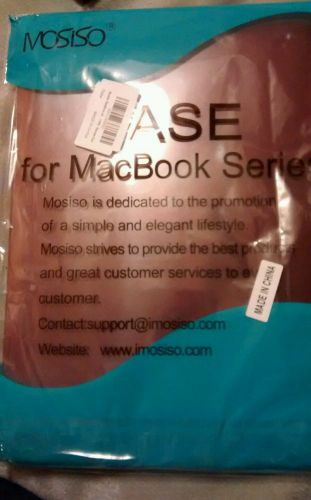 MOSISO®
ASE
for MacBook Series
Mosiso is dedicated to the promotion
of a simple and elegant lifestyle.
Mosiso strives to provide the best products
and great customer services to
customer.
Contact:support@imosiso.com
Website: www.imosiso.com
MADE IN CHINA